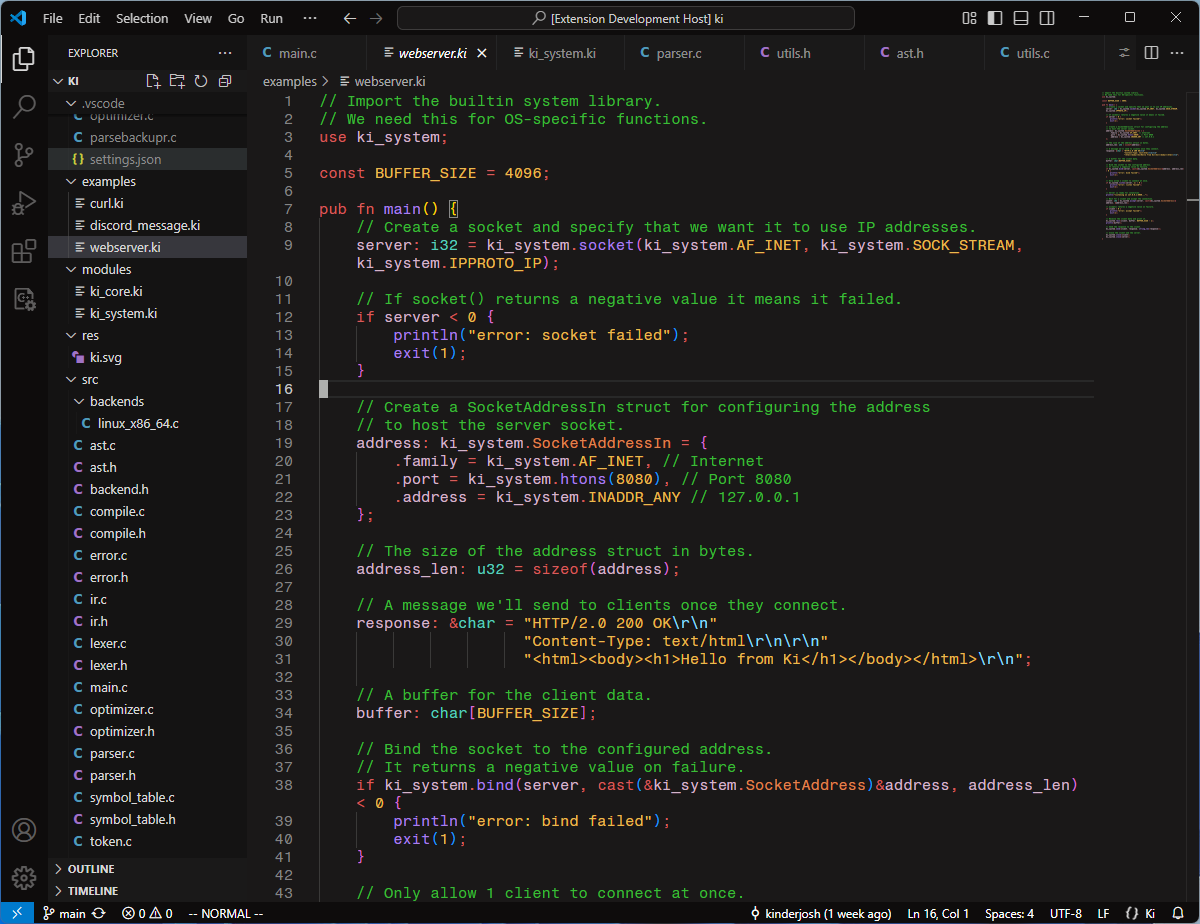 File Edit Selection View Go Run ··· [Extension Development Host] ki
EXPLORER ···
main.c webserver.ki ki_system.ki parser.c utils.h ast.h utils.c ···
KI
examples > webserver.ki
.vscode
optimizer.c
parsebackupr.c
{} settings.json
examples
curl.ki
discord_message.ki
webserver.ki
modules
ki_core.ki
ki_system.ki
res
ki.svg
src
backends
C linux_x86_64.c
C ast.c
C ast.h
C backend.h
C compile.c
C compile.h
C error.c
C error.h
C ir.c
C ir.h
C lexer.c
C lexer.h
C main.c
C optimizer.c
C optimizer.h
C parser.c
C parser.h
C symbol_table.c
C symbol_table.h
C token.c
OUTLINE
TIMELINE
1 // Import the builtin system library.
2 // We need this for OS-specific functions.
3 use ki_system;
4
5 const BUFFER_SIZE = 4096;
6
7 pub fn main() {
8 // Create a socket and specify that we want it to use IP addresses.
9 server: i32 = ki_system.socket(ki_system.AF_INET, ki_system.SOCK_STREAM,
ki_system.IPPROTO_IP);
10
11 // If socket() returns a negative value it means it failed.
12 if server < 0 {
13 println("error: socket failed");
14 exit(1);
15 }
16
17 // Create a SocketAddressIn struct for configuring the address
18 // to host the server socket.
19 address: ki_system.SocketAddressIn = {
20 .family = ki_system.AF_INET, // Internet
21 .port = ki_system.htons(8080), // Port 8080
22 .address = ki_system.INADDR_ANY // 127.0.0.1
23 };
24
25 // The size of the address struct in bytes.
26 address_len: u32 = sizeof(address);
27
28 // A message we'll send to clients once they connect.
29 response: &char = "HTTP/2.0 200 OK\r\n"
30 "Content-Type: text/html\r\n\r\n"
31 "<html><body><h1>Hello from Ki</h1></body></html>\r\n";
32
33 // A buffer for the client data.
34 buffer: char[BUFFER_SIZE];
35
36 // Bind the socket to the configured address.
37 // It returns a negative value on failure.
38 if ki_system.bind(server, cast(&ki_system.SocketAddress)&address, address_len)
< 0 {
39 println("error: bind failed");
40 exit(1);
41 }
42
43 // Only allow 1 client to connect at once.
main 0 0 -- NORMAL -- kinderjosh (1 week ago) Ln 16, Col 1 Spaces: 4 UTF-8 LF {} Ki